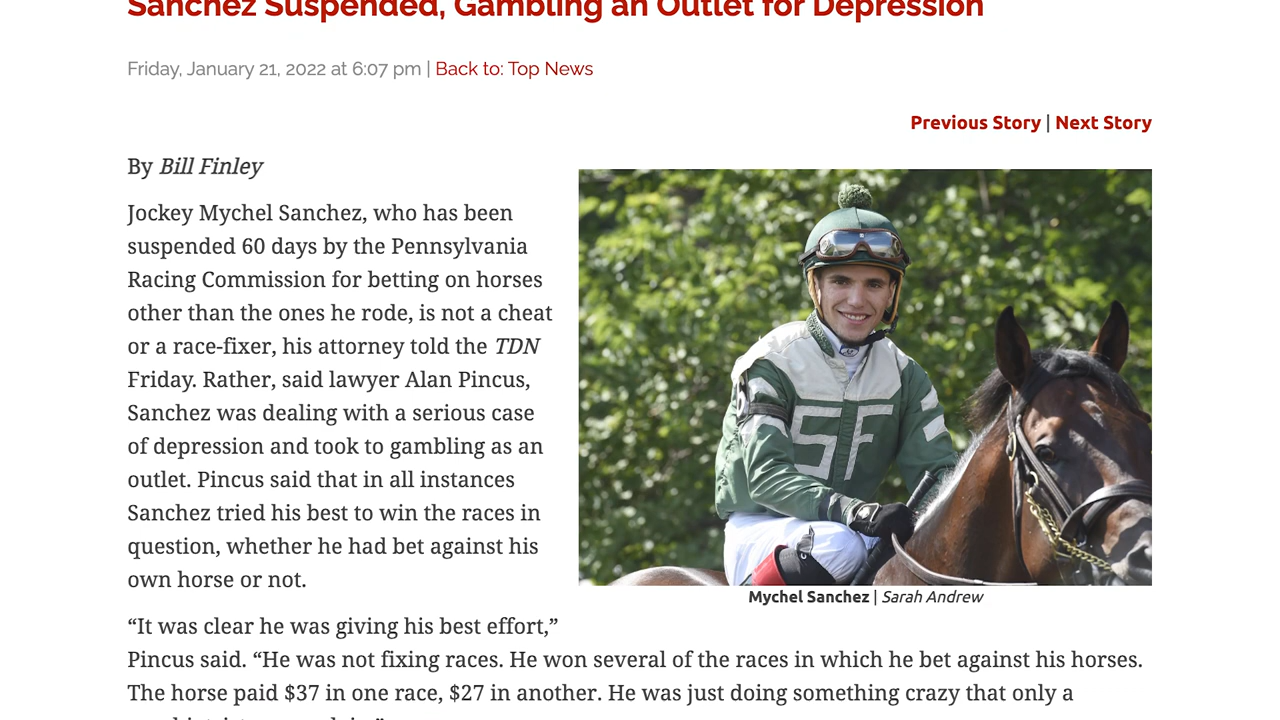 Sanchez Suspended, Gambling an Outlet for Depression
Friday, January 21, 2022 at 6:07 pm | Back to: Top News
Previous Story | Next Story
By Bill Finley
Jockey Mychel Sanchez, who has been
suspended 60 days by the Pennsylvania
Racing Commission for betting on horses
other than the ones he rode, is not a cheat
or a race-fixer, his attorney told the TDN
Friday. Rather, said lawyer Alan Pincus,
Sanchez was dealing with a serious case
of depression and took to gambling as an
outlet. Pincus said that in all instances
Sanchez tried his best to win the races in
question, whether he had bet against his
own horse or not.
SF
Mychel Sanchez | Sarah Andrew
“It was clear he was giving his best effort,”
Pincus said. “He was not fixing races. He won several of the races in which he bet against his horses.
The horse paid $37 in one race, $27 in another. He was just doing something crazy that only a